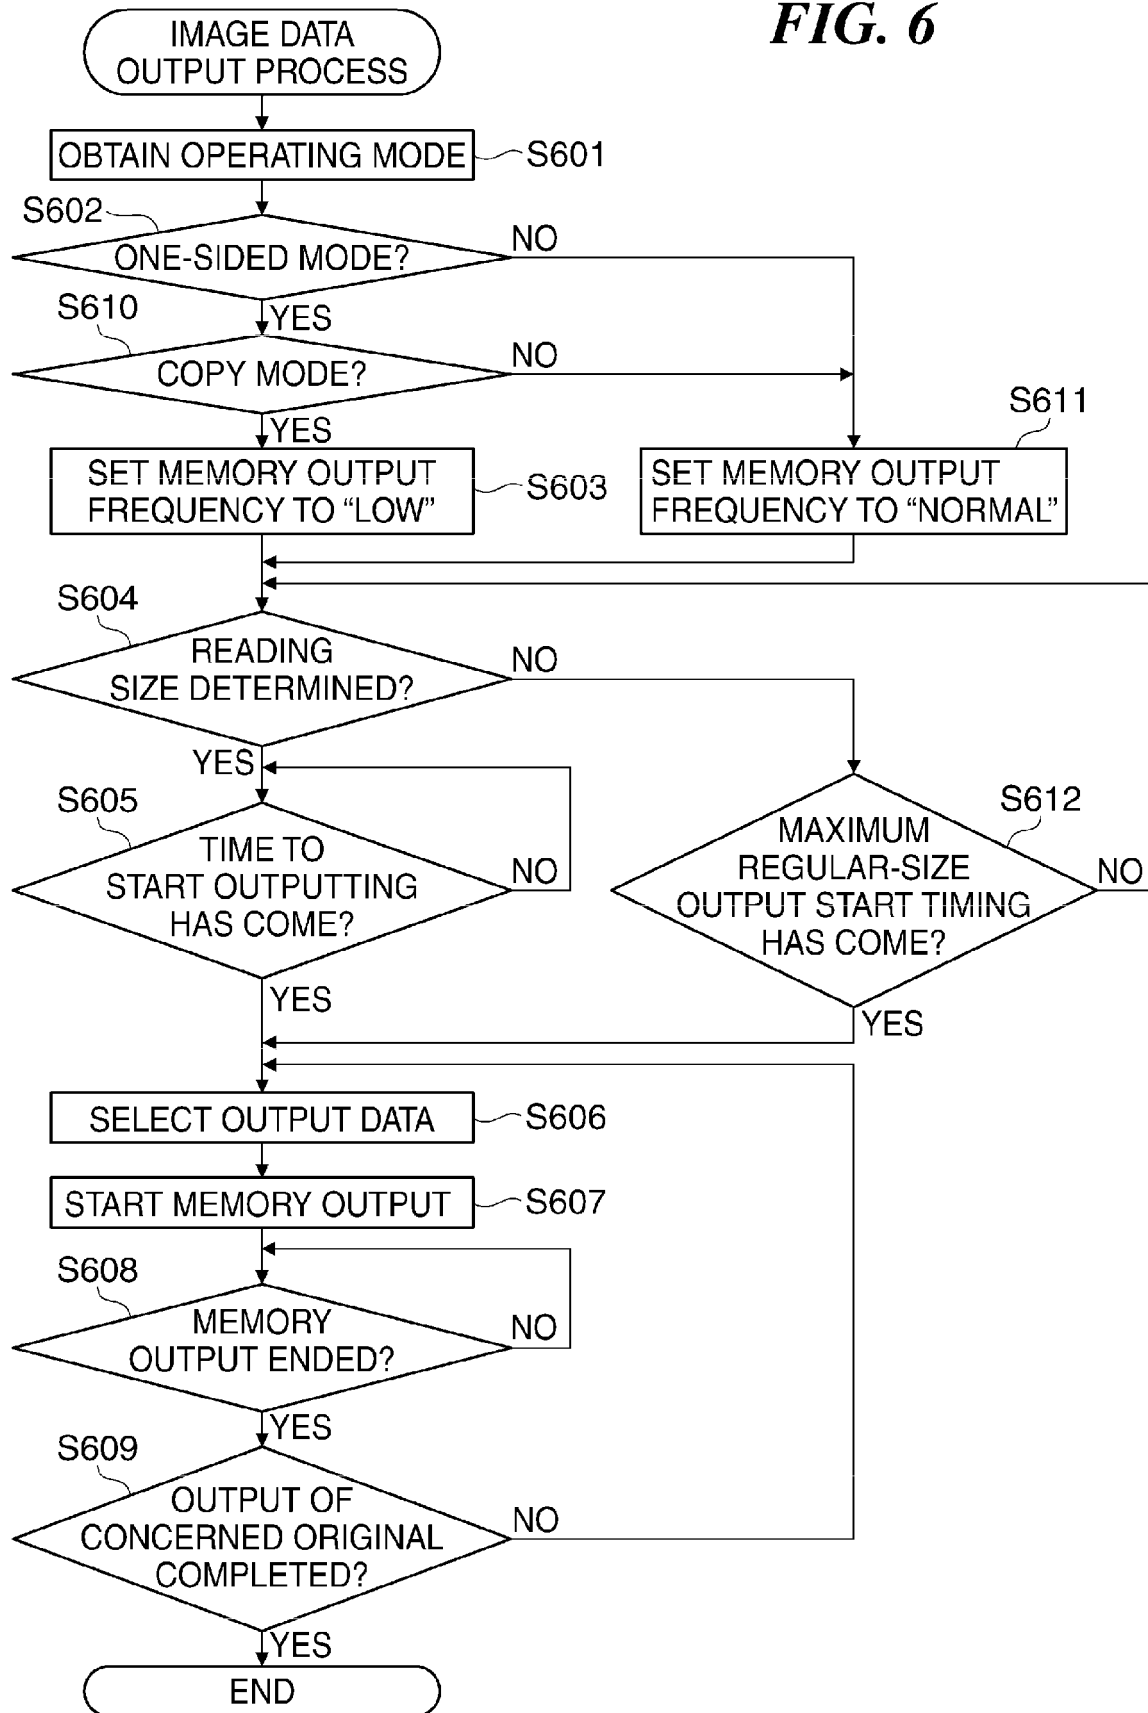 FIG. 6
IMAGE DATA
OUTPUT PROCESS
OBTAIN OPERATING MODE
S601
S602
ONE-SIDED MODE?
NO
YES
S610
COPY MODE?
NO
YES
SET MEMORY OUTPUT
FREQUENCY TO “LOW”
S603
S611
SET MEMORY OUTPUT
FREQUENCY TO “NORMAL”
S604
READING
SIZE DETERMINED?
NO
YES
S605
TIME TO
START OUTPUTTING
HAS COME?
NO
YES
S612
MAXIMUM
REGULAR-SIZE
OUTPUT START TIMING
HAS COME?
NO
YES
SELECT OUTPUT DATA
S606
START MEMORY OUTPUT
S607
S608
MEMORY
OUTPUT ENDED?
NO
YES
S609
OUTPUT OF
CONCERNED ORIGINAL
COMPLETED?
NO
YES
END